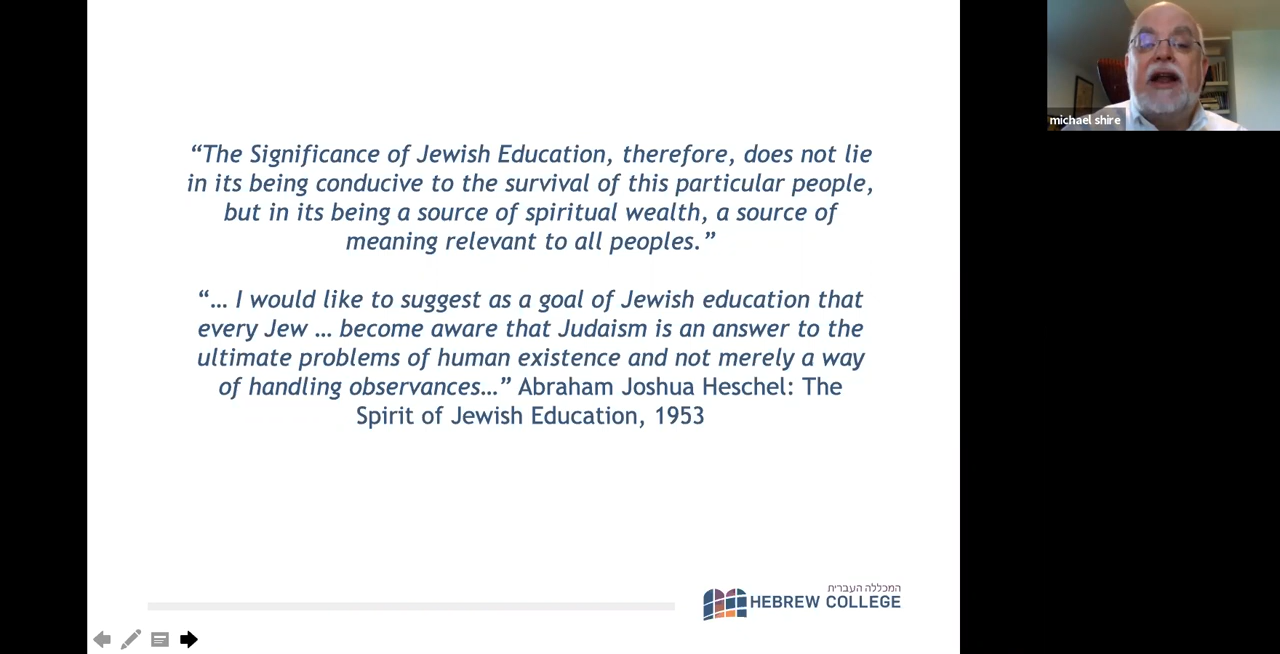 michael shire
“The Significance of Jewish Education, therefore, does not lie
in its being conducive to the survival of this particular people,
but in its being a source of spiritual wealth, a source of
meaning relevant to all peoples.”
“… I would like to suggest as a goal of Jewish education that
every Jew … become aware that Judaism is an answer to the
ultimate problems of human existence and not merely a way
of handling observances…” Abraham Joshua Heschel: The
Spirit of Jewish Education, 1953
המכללה העברית
HEBREW COLLEGE